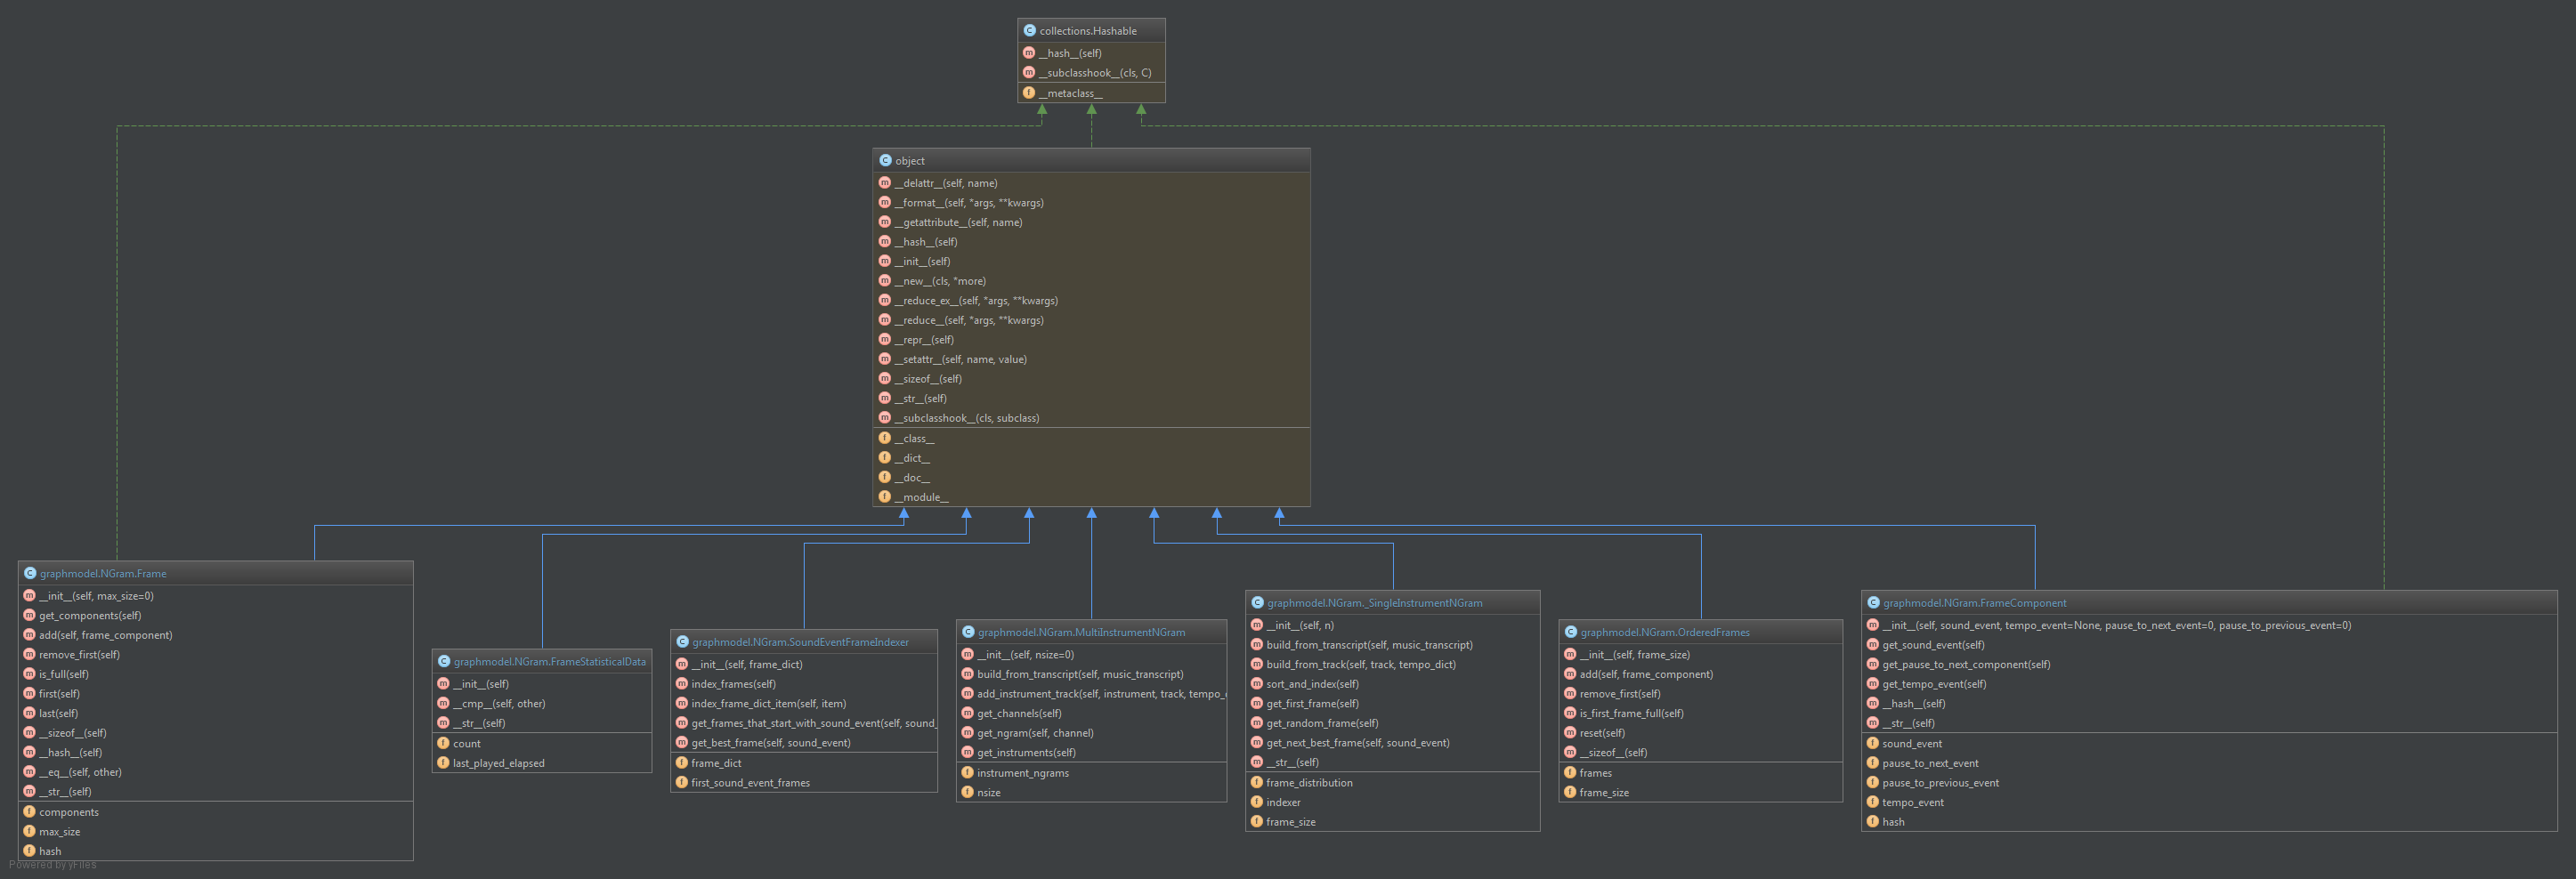 collections.Hashable
__hash__(self)
__subclasshook__(cls, C)
__metaclass__
object
__delattr__(self, name)
__format__(self, *args, **kwargs)
__getattribute__(self, name)
__hash__(self)
__init__(self)
__new__(cls, *more)
__reduce_ex__(self, *args, **kwargs)
__reduce__(self, *args, **kwargs)
__repr__(self)
__setattr__(self, name, value)
__sizeof__(self)
__str__(self)
__subclasshook__(cls, subclass)
__class__
__dict__
__doc__
__module__
graphmodel.NGram.Frame
__init__(self, max_size=0)
get_components(self)
add(self, frame_component)
remove_first(self)
is_full(self)
first(self)
last(self)
__sizeof__(self)
__hash__(self)
__eq__(self, other)
__str__(self)
components
max_size
hash
graphmodel.NGram.FrameStatisticalData
__init__(self)
__cmp__(self, other)
__str__(self)
count
last_played_elapsed
graphmodel.NGram.SoundEventFrameIndexer
__init__(self, frame_dict)
index_frames(self)
index_frame_dict_item(self, item)
get_frames_that_start_with_sound_event(self, sound_
get_best_frame(self, sound_event)
frame_dict
first_sound_event_frames
graphmodel.NGram.MultiInstrumentNGram
__init__(self, nsize=0)
build_from_transcript(self, music_transcript)
add_instrument_track(self, instrument, track, tempo_
get_channels(self)
get_ngram(self, channel)
get_instruments(self)
instrument_ngrams
nsize
graphmodel.NGram._SingleInstrumentNGram
__init__(self, n)
build_from_transcript(self, music_transcript)
build_from_track(self, track, tempo_dict)
sort_and_index(self)
get_first_frame(self)
get_random_frame(self)
get_next_best_frame(self, sound_event)
__str__(self)
frame_distribution
indexer
frame_size
graphmodel.NGram.OrderedFrames
__init__(self, frame_size)
add(self, frame_component)
remove_first(self)
is_first_frame_full(self)
reset(self)
__sizeof__(self)
frames
frame_size
graphmodel.NGram.FrameComponent
__init__(self, sound_event, tempo_event=None, pause_to_next_event=0, pause_to_previous_event=0)
get_sound_event(self)
get_pause_to_next_component(self)
get_tempo_event(self)
__hash__(self)
__str__(self)
sound_event
pause_to_next_event
pause_to_previous_event
tempo_event
hash
Powered by yFiles